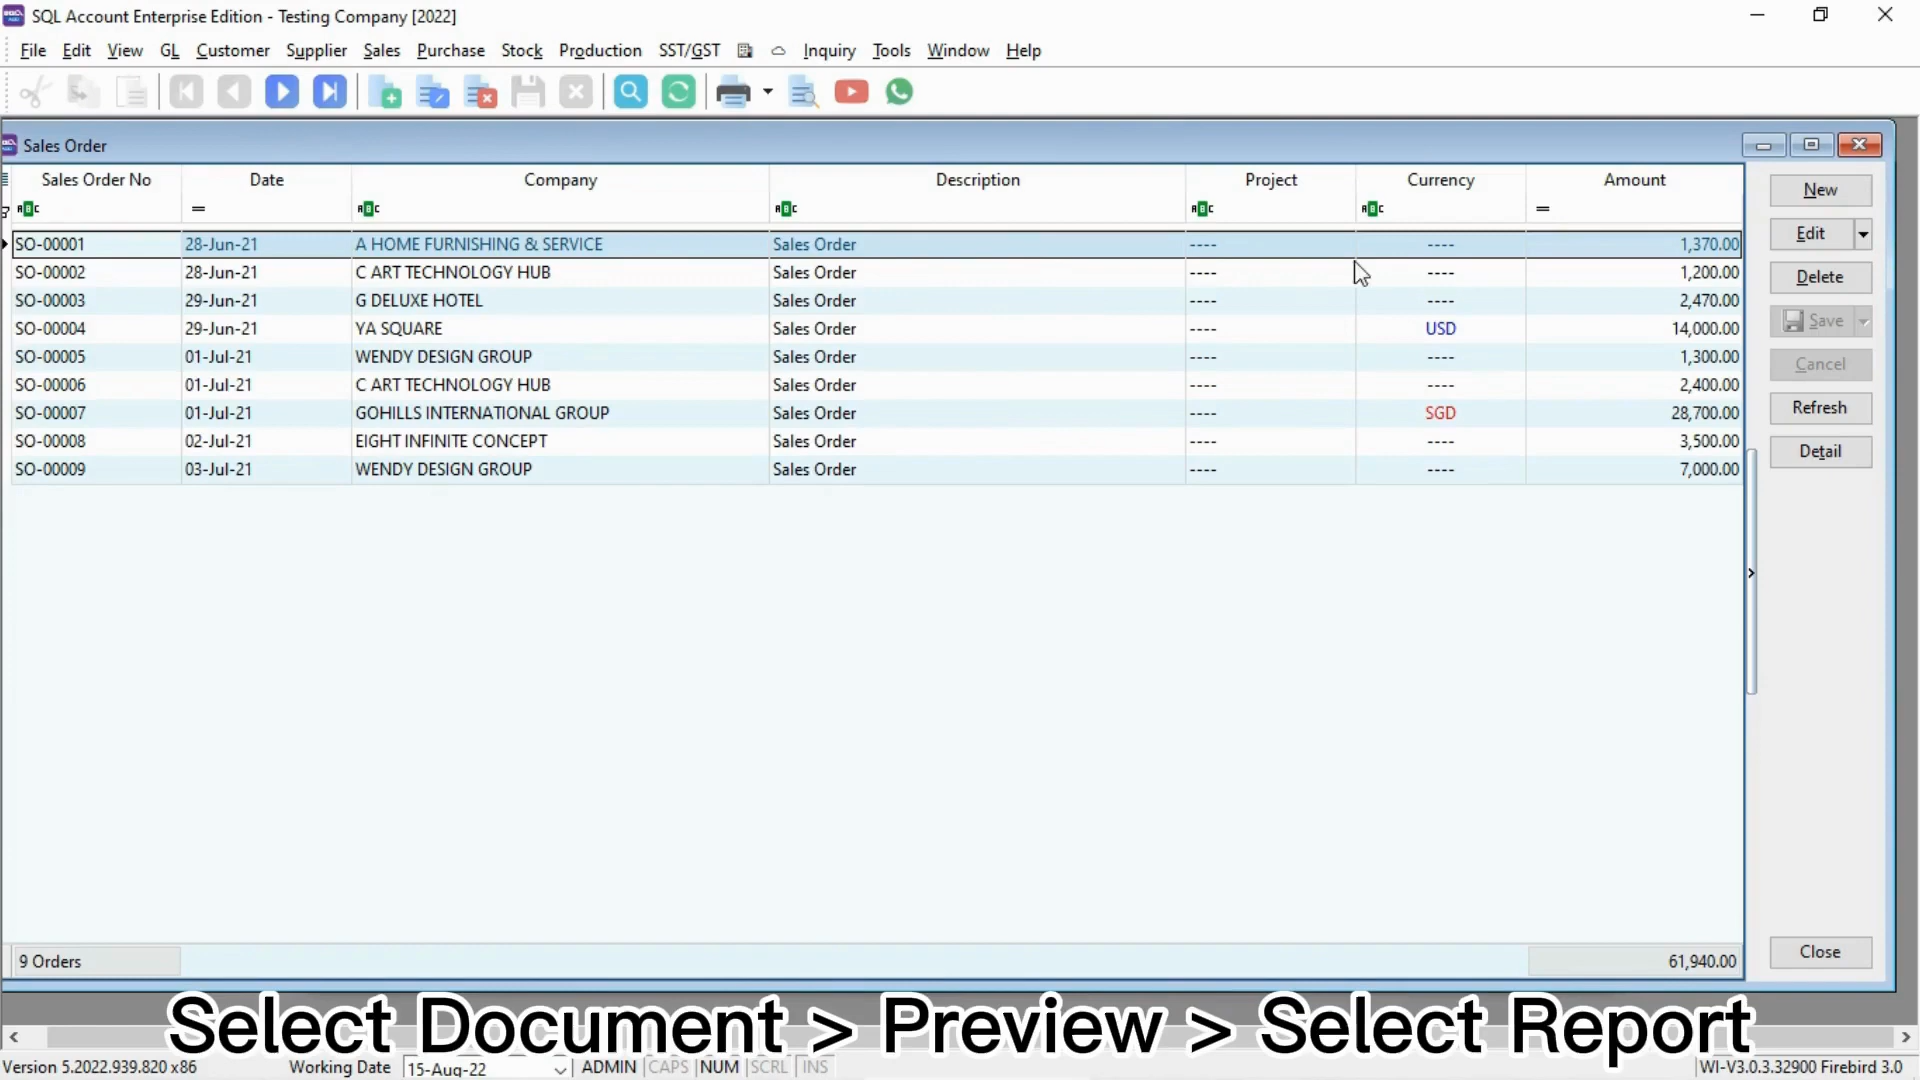 SQL Account Enterprise Edition - Testing Company [2022]
File Edit View GL Customer Supplier Sales Purchase Stock Production SST/GST Inquiry Tools Window Help
Sales Order
Sales Order No Date Company Description Project Currency Amount
SO-00001 28-Jun-21 A HOME FURNISHING & SERVICE Sales Order ---- ---- 1,370.00
SO-00002 28-Jun-21 C ART TECHNOLOGY HUB Sales Order ---- ---- 1,200.00
SO-00003 29-Jun-21 G DELUXE HOTEL Sales Order ---- ---- 2,470.00
SO-00004 29-Jun-21 YA SQUARE Sales Order ---- USD 14,000.00
SO-00005 01-Jul-21 WENDY DESIGN GROUP Sales Order ---- ---- 1,300.00
SO-00006 01-Jul-21 C ART TECHNOLOGY HUB Sales Order ---- ---- 2,400.00
SO-00007 01-Jul-21 GOHILLS INTERNATIONAL GROUP Sales Order ---- SGD 28,700.00
SO-00008 02-Jul-21 EIGHT INFINITE CONCEPT Sales Order ---- ---- 3,500.00
SO-00009 03-Jul-21 WENDY DESIGN GROUP Sales Order ---- ---- 7,000.00
New
Edit
Delete
Save
Cancel
Refresh
Detail
Close
9 Orders 61,940.00
Select Document > Preview > Select Report
Version 5.2022.939.820 x86 Working Date 15-Aug-22 ADMIN CAPS NUM SCRL INS WI-V3.0.3.32900 Firebird 3.0